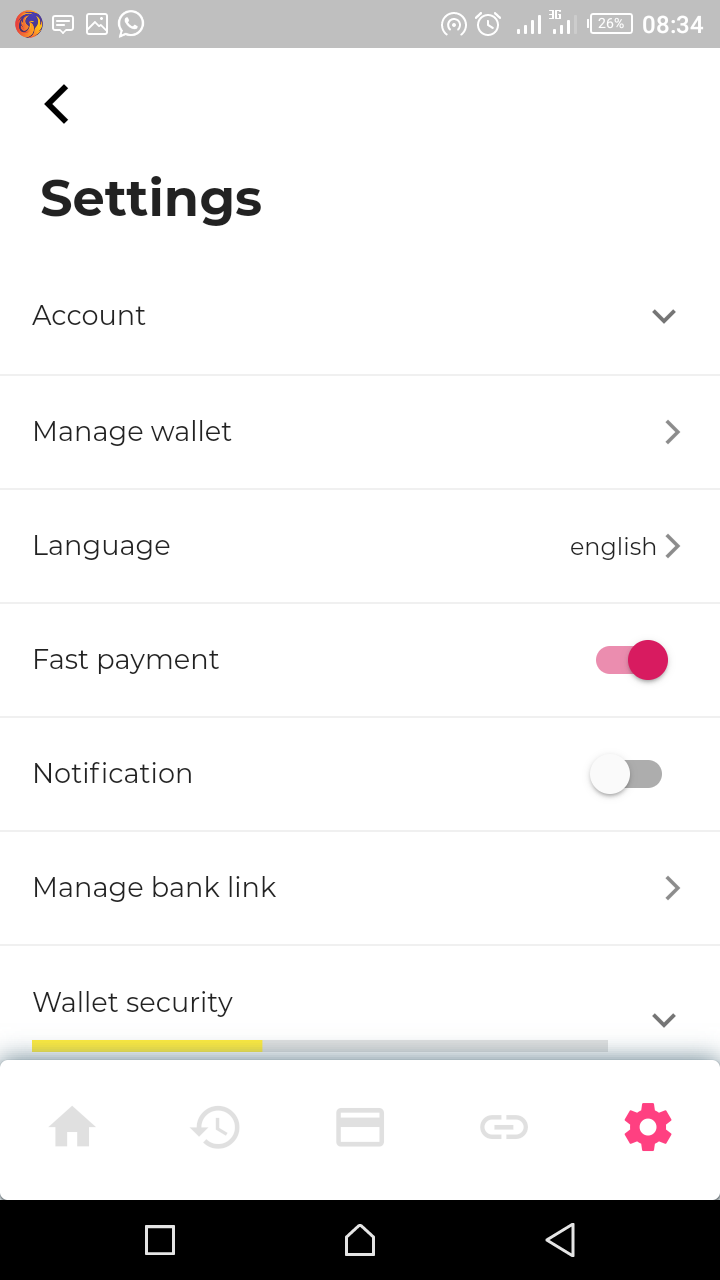 3G 26% 08:34
Settings
Account
Manage wallet
Language english
Fast payment
Notification
Manage bank link
Wallet security